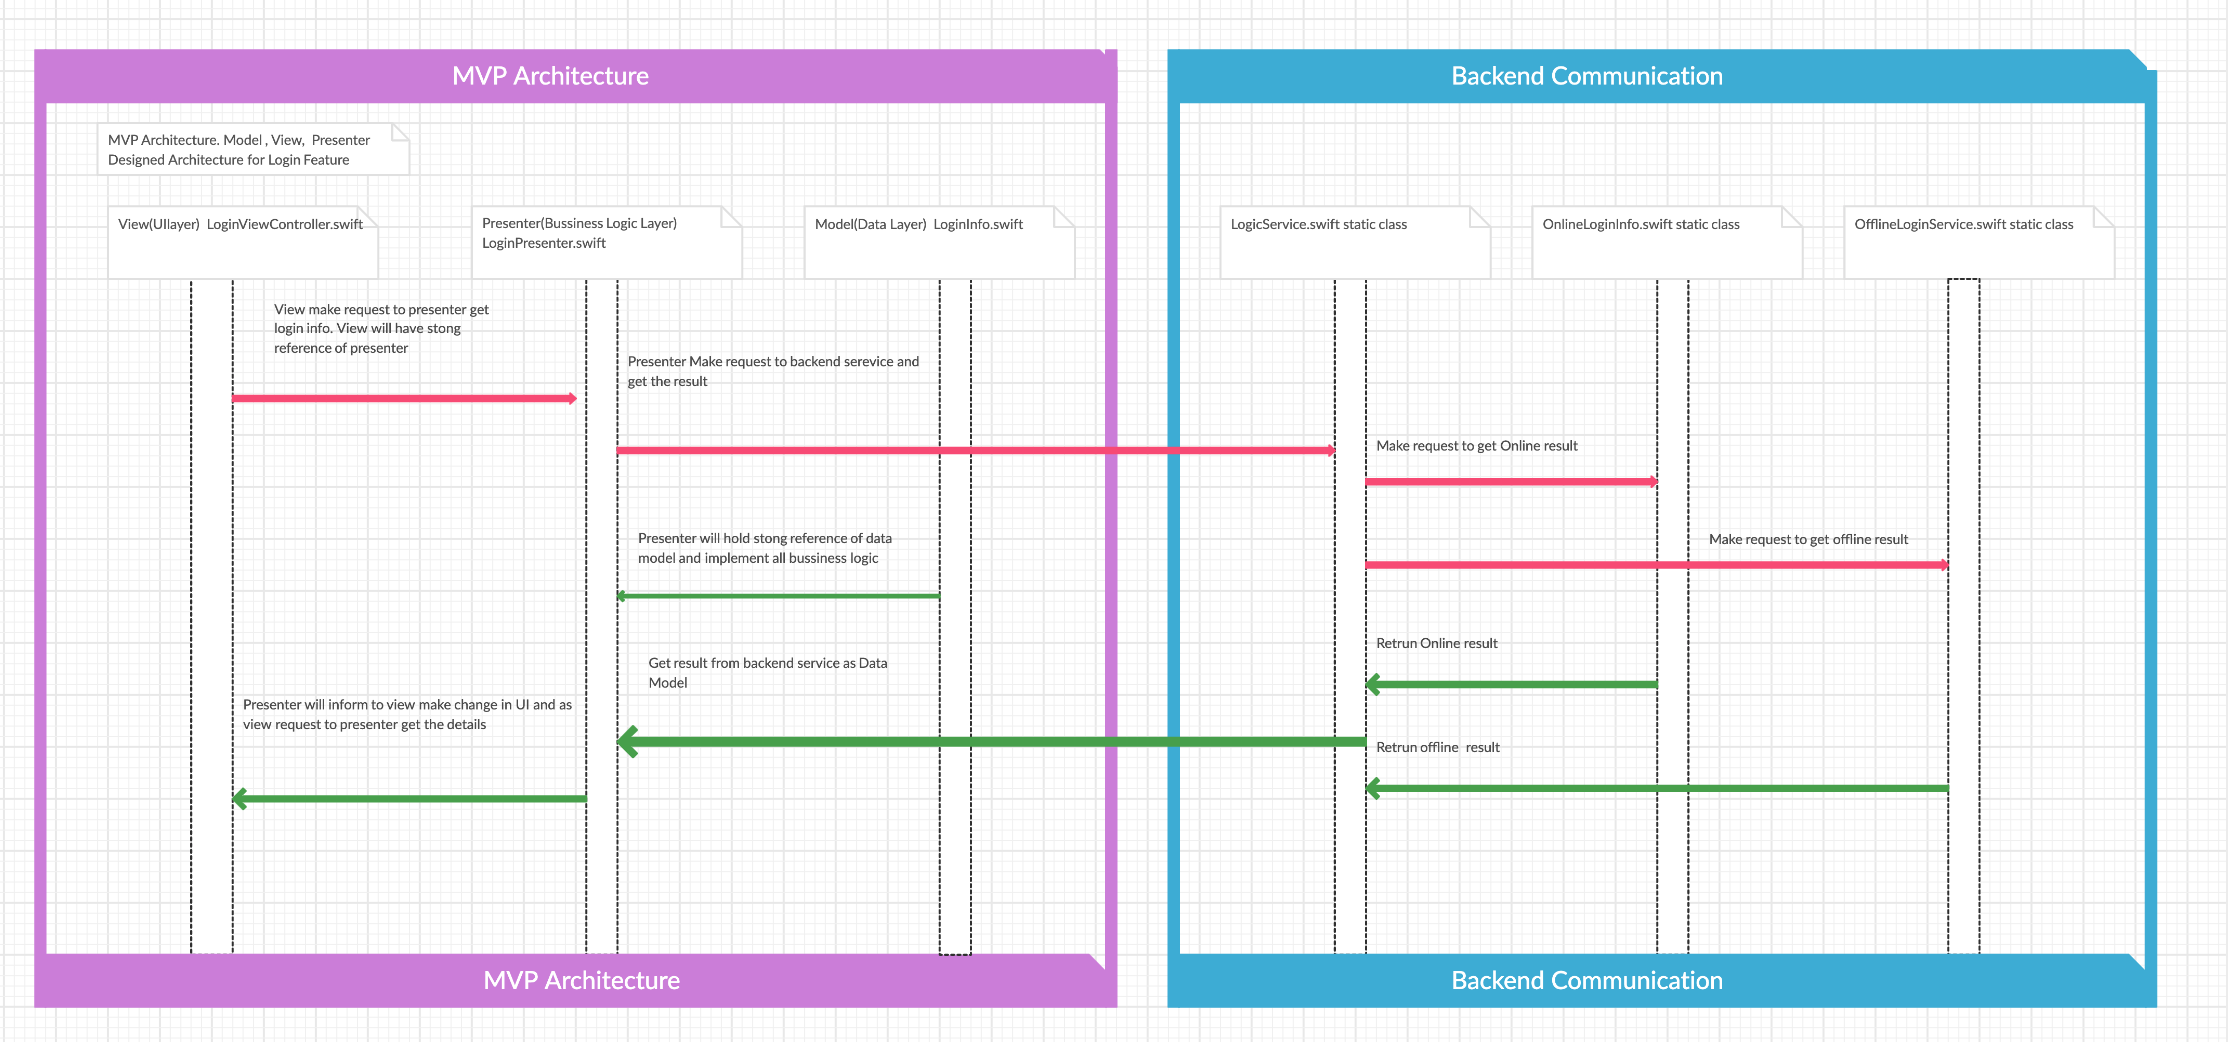 MVP Architecture
Backend Communication
MVP Architecture. Model , View,  Presenter
Designed Architecture for Login Feature
View(UIlayer)  LoginViewController.swift
Presenter(Bussiness Logic Layer)
LoginPresenter.swift
Model(Data Layer)  LoginInfo.swift
LogicService.swift static class
OnlineLoginInfo.swift static class
OfflineLoginService.swift static class
View make request to presenter get
login info. View will have stong
reference of presenter
Presenter Make request to backend serevice and
get the result
Make request to get Online result
Presenter will hold stong reference of data
model and implement all bussiness logic
Make request to get offline result
Retrun Online result
Get result from backend service as Data
Model
Presenter will inform to view make change in UI and as
view request to presenter get the details
Retrun offline  result
MVP Architecture
Backend Communication